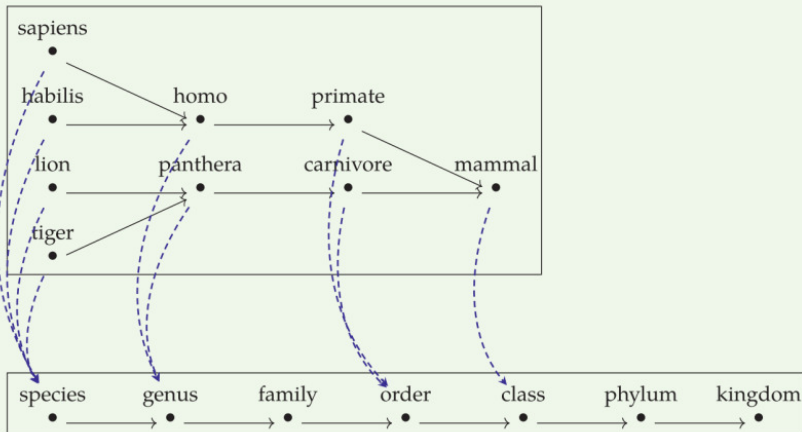 sapiens
habilis homo primate
lion panthera carnivore mammal
tiger
species genus family order class phylum kingdom